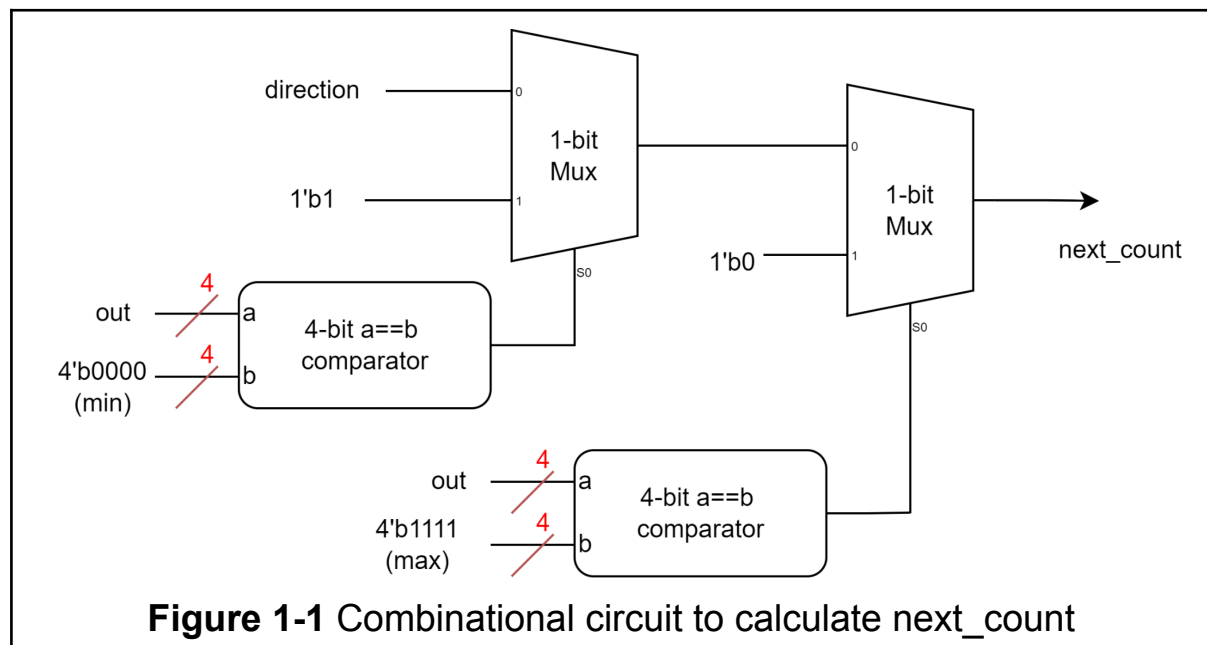 direction
0
1-bit
Mux
1'b1
1
S0
out
4
a
4-bit a==b
comparator
4'b0000
(min)
4
b
0
1-bit
Mux
1'b0
1
S0
next_count
out
4
a
4-bit a==b
comparator
4'b1111
(max)
4
b
Figure 1-1 Combinational circuit to calculate next_count